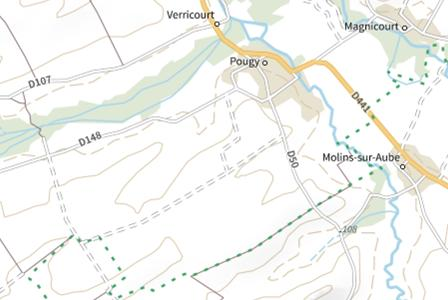 Verricourt
Magnicourt
Pougy
D107
D441
D148
D50
Molins-sur-Aube
108